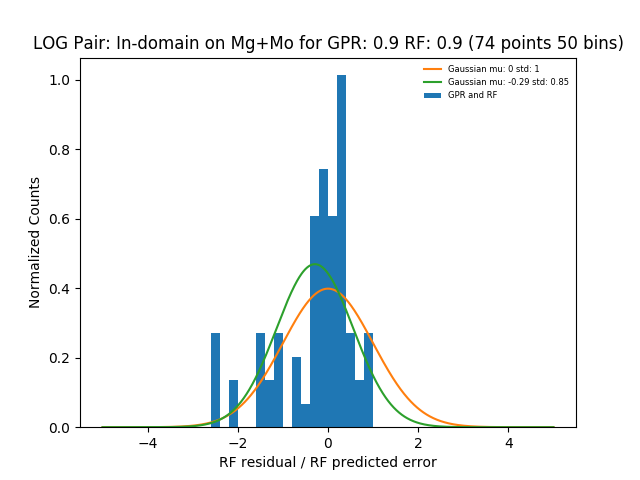 LOG Pair: In-domain on Mg+Mo for GPR: 0.9 RF: 0.9 (74 points 50 bins)
Gaussian mu: 0 std: 1
Gaussian mu: -0.29 std: 0.85
GPR and RF
Normalized Counts
1.0
0.8
0.6
0.4
0.2
0.0
−4 −2 0 2 4
RF residual / RF predicted error